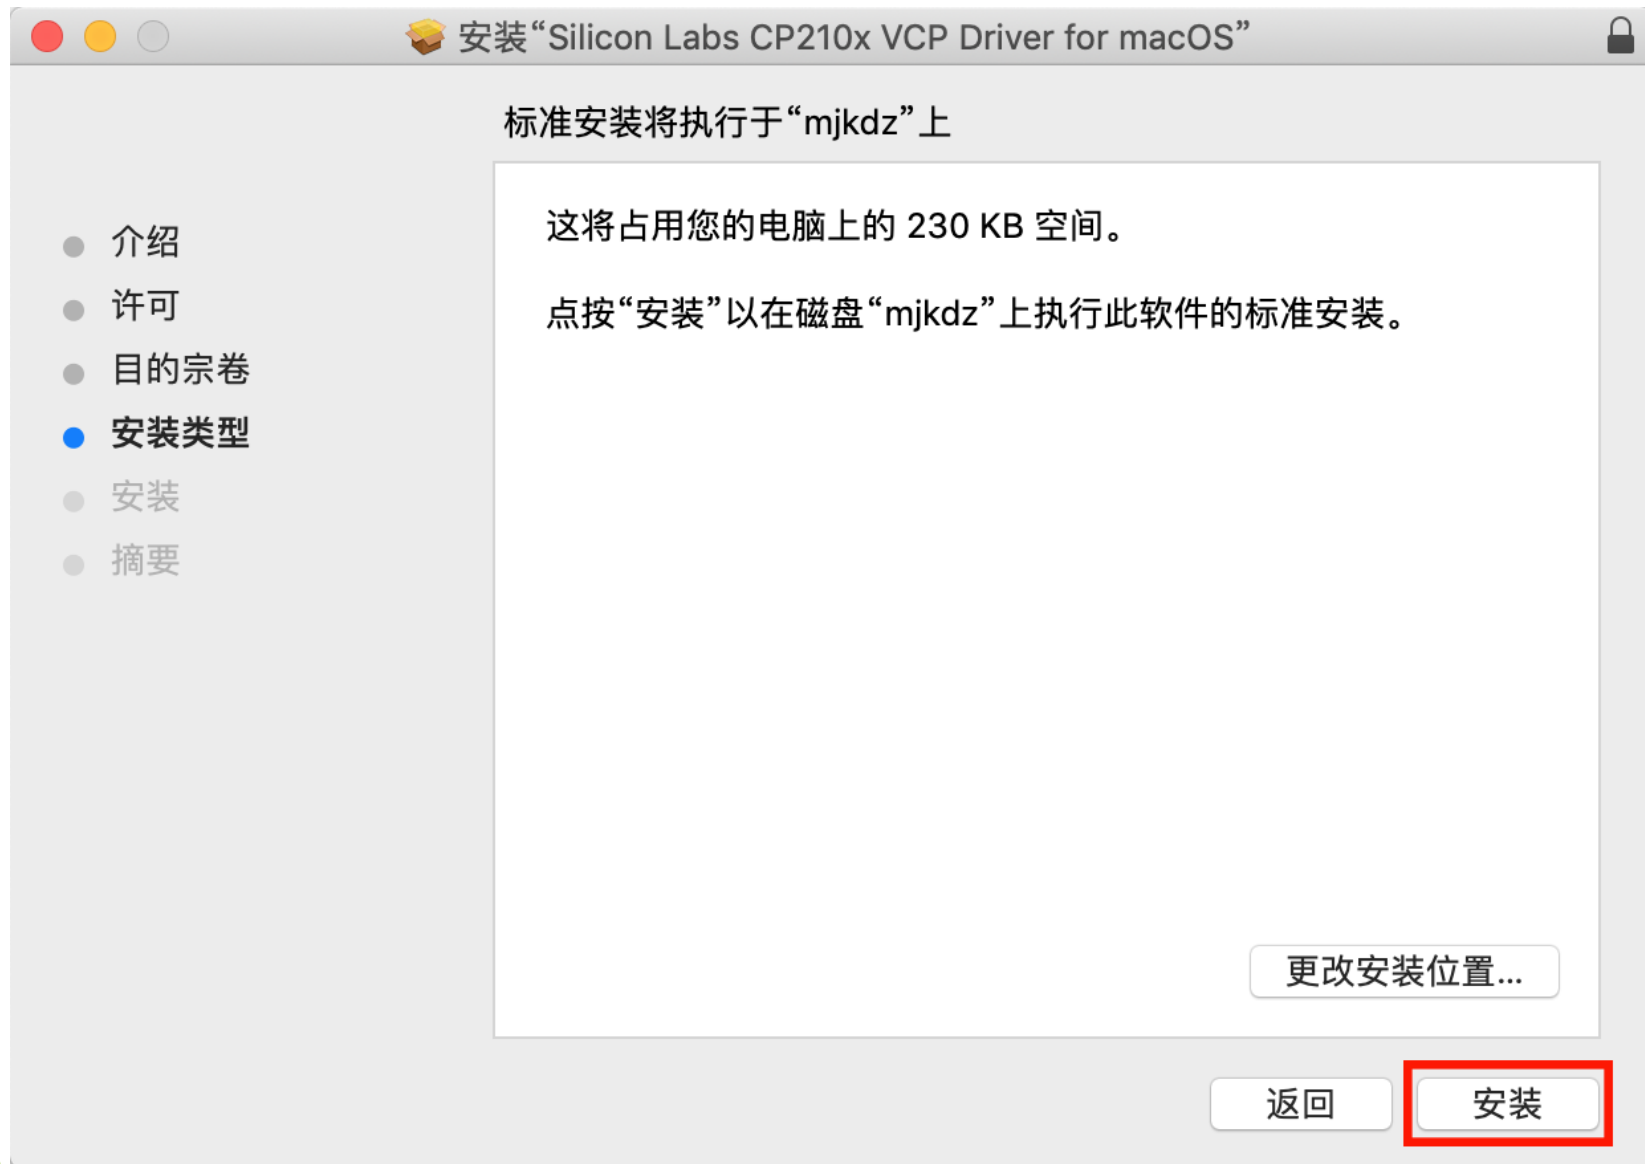 安装“Silicon Labs CP210x VCP Driver for macOS”
标准安装将执行于“mjkdz”上
介绍
许可
目的宗卷
安装类型
安装
摘要
这将占用您的电脑上的 230 KB 空间。
点按“安装”以在磁盘“mjkdz”上执行此软件的标准安装。
更改安装位置...
返回
安装